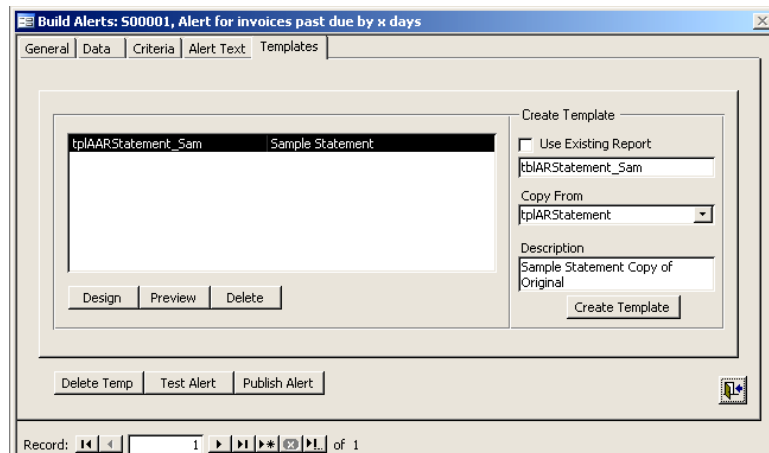 Build Alerts: S00001, Alert for invoices past due by x days
General Data Criteria Alert Text Templates
Create Template
tplAARStatement_Sam Sample Statement
Use Existing Report
tblARStatement_Sam
Copy From
tplARStatement
Description
Sample Statement Copy of
Original
Design Preview Delete
Create Template
Delete Temp Test Alert Publish Alert
Record: 1 of 1